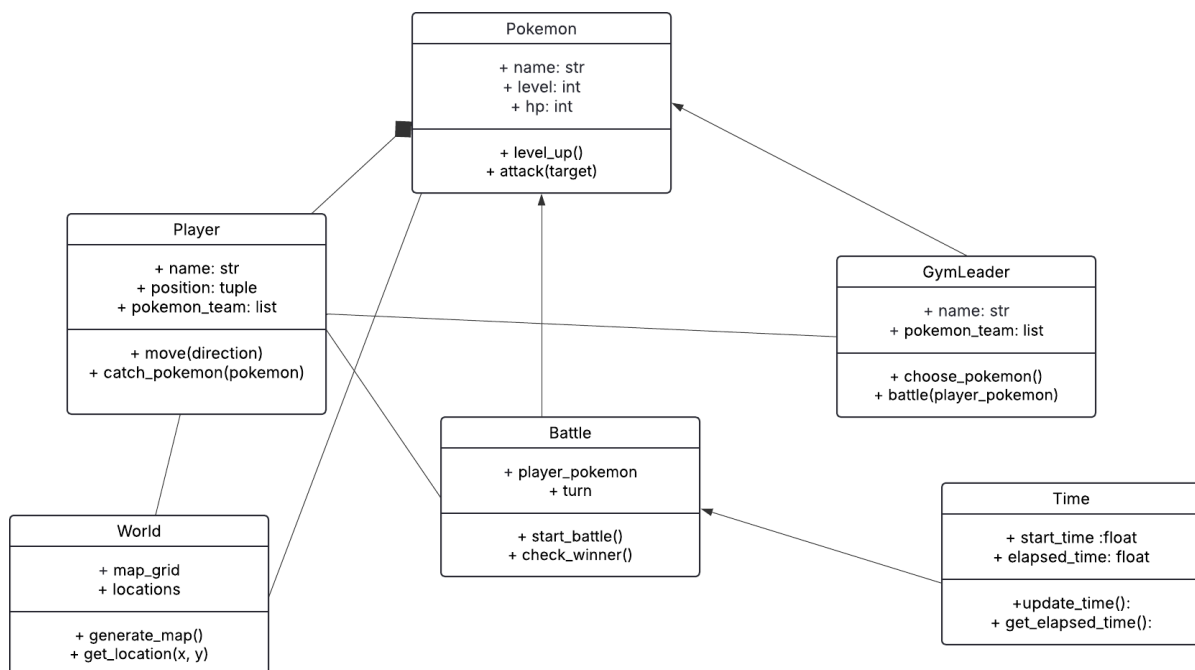 Pokemon
+ name: str
+ level: int
+ hp: int
+ level_up()
+ attack(target)
Player
+ name: str
+ position: tuple
+ pokemon_team: list
+ move(direction)
+ catch_pokemon(pokemon)
GymLeader
+ name: str
+ pokemon_team: list
+ choose_pokemon()
+ battle(player_pokemon)
Battle
+ player_pokemon
+ turn
+ start_battle()
+ check_winner()
Time
+ start_time :float
+ elapsed_time: float
+update_time():
+ get_elapsed_time():
World
+ map_grid
+ locations
+ generate_map()
+ get_location(x, y)